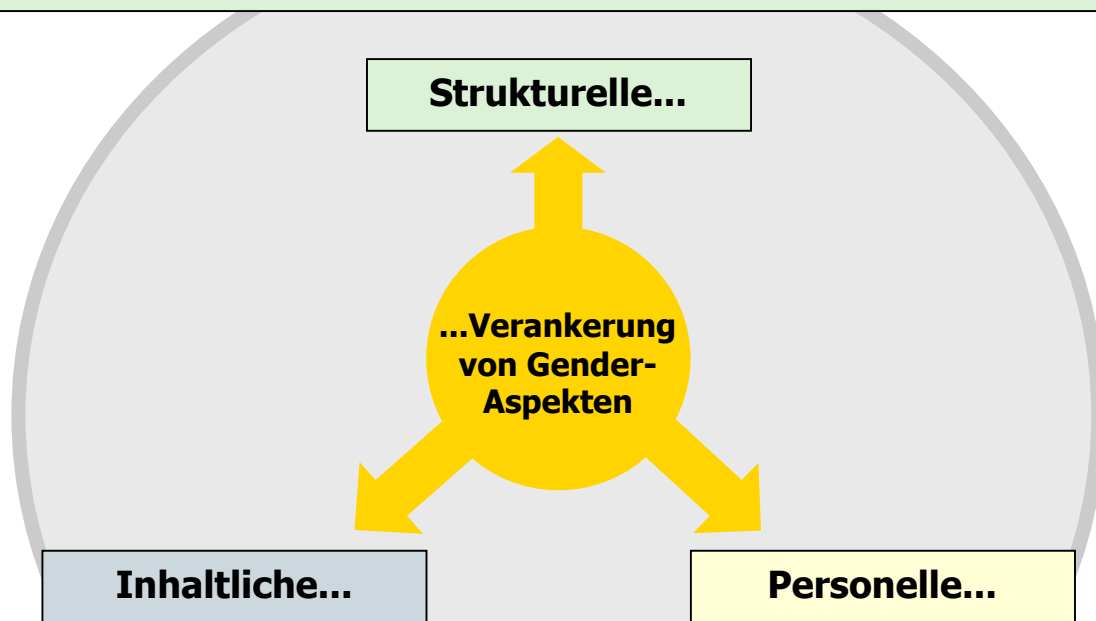 Strukturelle...
...Verankerung
von Gender-
Aspekten
Inhaltliche...
Personelle...